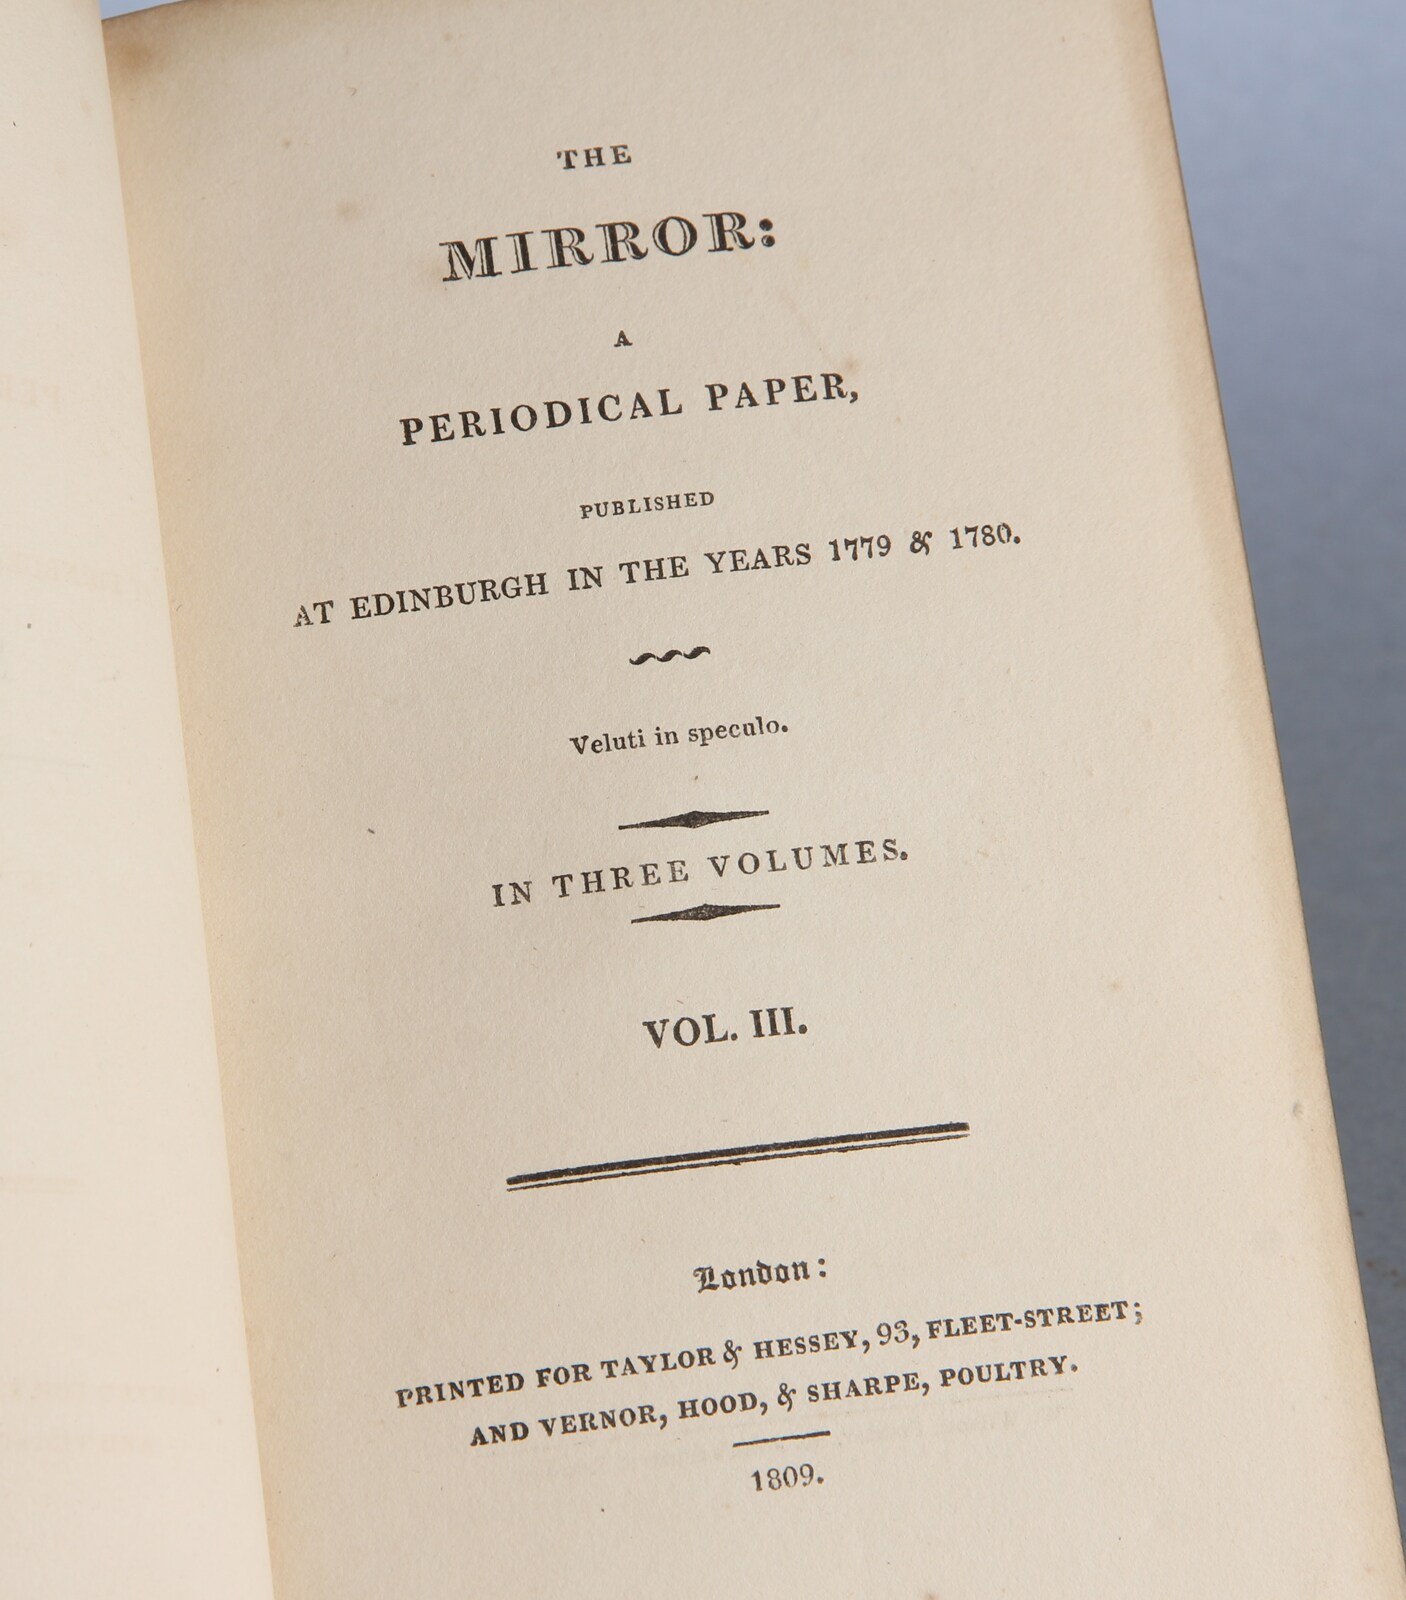 THE
MIRROR:
A
PERIODICAL PAPER,
PUBLISHED
AT EDINBURGH IN THE YEARS 1779 & 1780.
Veluti in speculo.
IN THREE VOLUMES.
VOL. III.
London:
PRINTED FOR TAYLOR & HESSEY, 93, FLEET-STREET;
AND VERNOR, HOOD, & SHARPE, POULTRY.
1809.